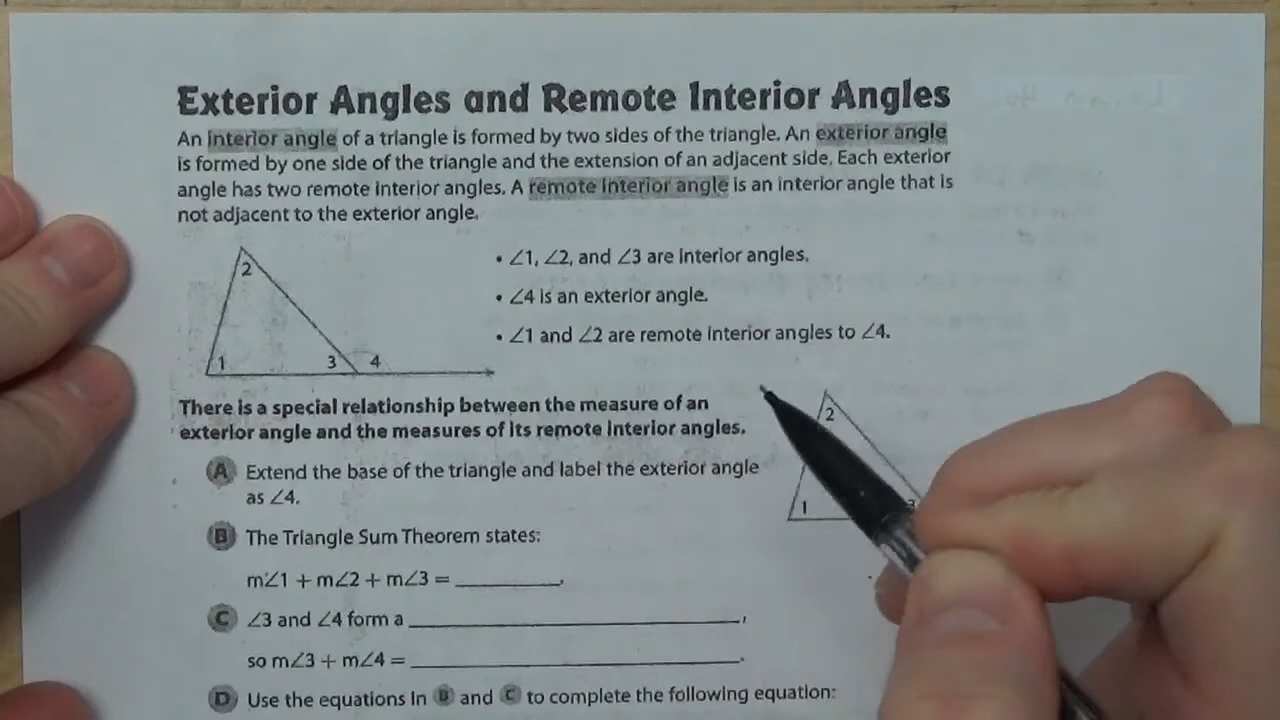 Exterior Angles and Remote Interior Angles
An interior angle of a triangle is formed by two sides of the triangle. An exterior angle
is formed by one side of the triangle and the extension of an adjacent side. Each exterior
angle has two remote interior angles. A remote interior angle is an interior angle that is
not adjacent to the exterior angle.
2
1 3 4
• ∠1, ∠2, and ∠3 are interior angles.
• ∠4 is an exterior angle.
• ∠1 and ∠2 are remote interior angles to ∠4.
There is a special relationship between the measure of an
exterior angle and the measures of its remote interior angles.
2
1
A Extend the base of the triangle and label the exterior angle
as ∠4.
B The Triangle Sum Theorem states:
m∠1 + m∠2 + m∠3 = ________.
C ∠3 and ∠4 form a ________________________,
so m∠3 + m∠4 = ________________________.
D Use the equations in B and C to complete the following equation: